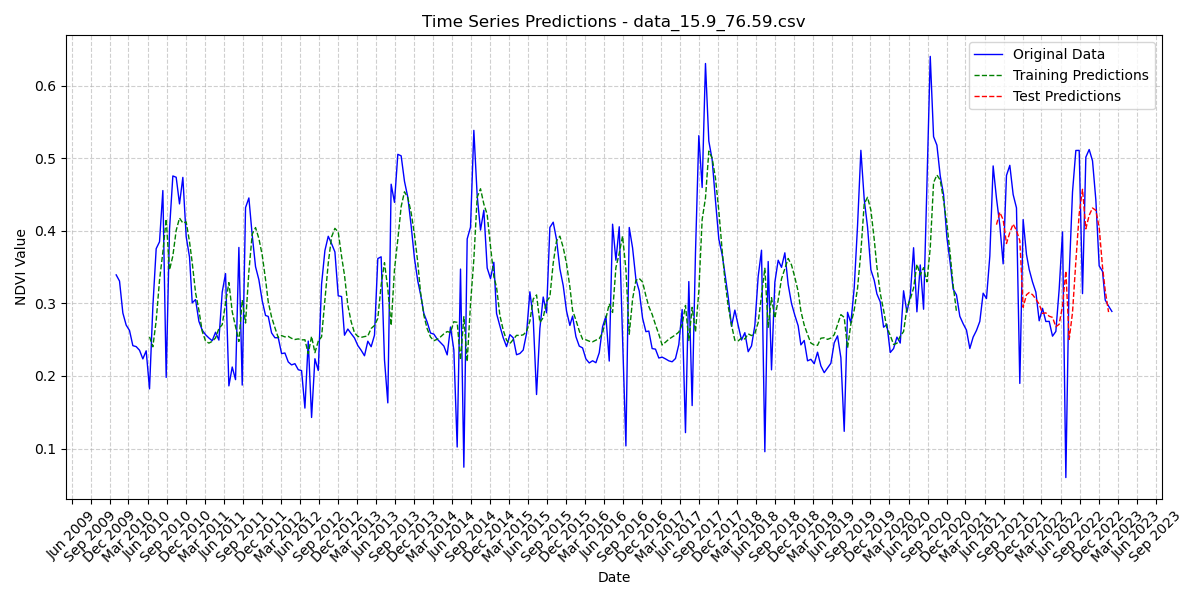 Time Series Predictions - data_15.9_76.59.csv
Original Data
Training Predictions
Test Predictions
NDVI Value
0.6
0.5
0.4
0.3
0.2
0.1
Jun 2009
Sep 2009
Dec 2009
Mar 2010
Jun 2010
Sep 2010
Dec 2010
Mar 2011
Jun 2011
Sep 2011
Dec 2011
Mar 2012
Jun 2012
Sep 2012
Dec 2012
Mar 2013
Jun 2013
Sep 2013
Dec 2013
Mar 2014
Jun 2014
Sep 2014
Dec 2014
Mar 2015
Jun 2015
Sep 2015
Dec 2015
Mar 2016
Jun 2016
Sep 2016
Dec 2016
Mar 2017
Jun 2017
Sep 2017
Dec 2017
Mar 2018
Jun 2018
Sep 2018
Dec 2018
Mar 2019
Jun 2019
Sep 2019
Dec 2019
Mar 2020
Jun 2020
Sep 2020
Dec 2020
Mar 2021
Jun 2021
Sep 2021
Dec 2021
Mar 2022
Jun 2022
Sep 2022
Dec 2022
Mar 2023
Jun 2023
Sep 2023
Date